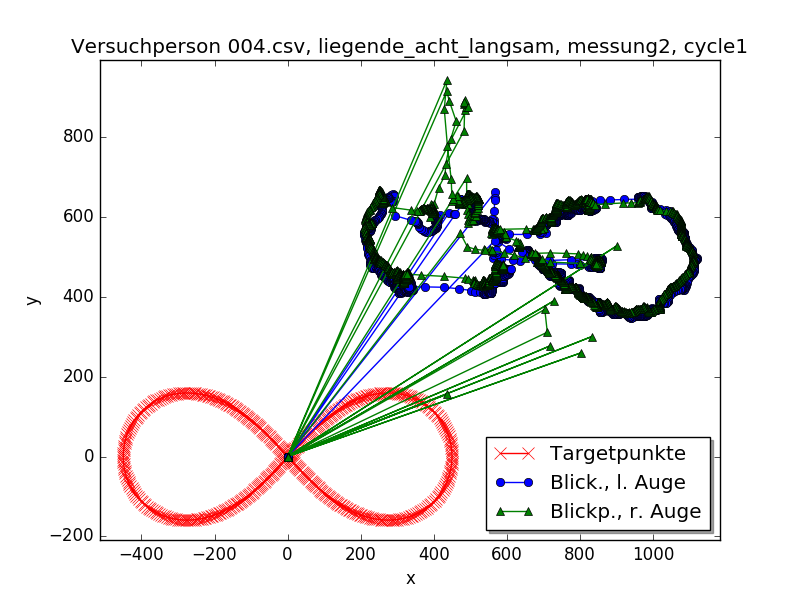 Versuchperson 004.csv, liegende_acht_langsam, messung2, cycle1
800
600
400
200
0
−200
y
−400
−200
0
200
400
600
800
1000
x
Targetpunkte
Blick., l. Auge
Blickp., r. Auge